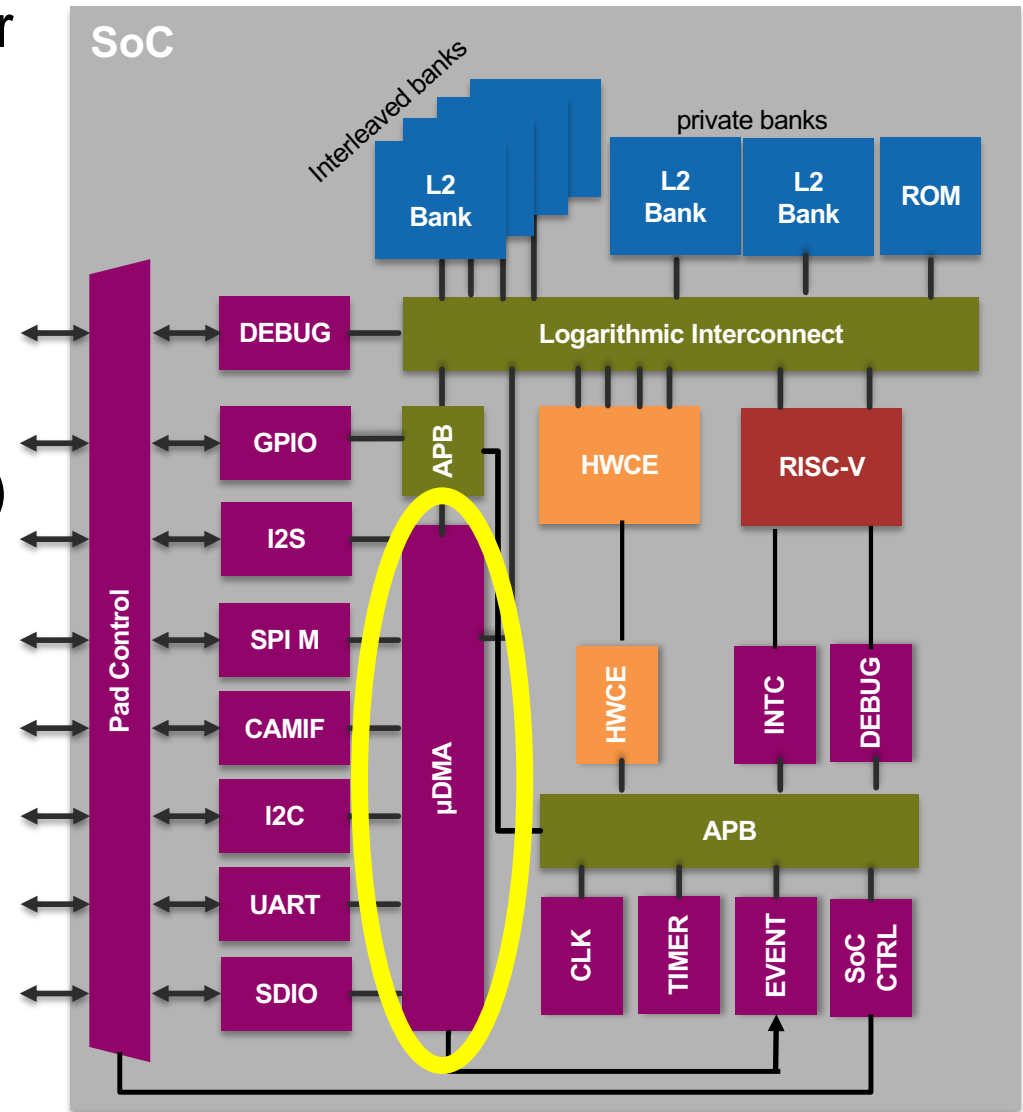 r
SoC
Interleaved banks
private banks
L2
Bank
L2
Bank
L2
Bank
ROM
DEBUG
Logarithmic Interconnect
GPIO
APB
HWCE
RISC-V
)
I2S
Pad Control
SPI M
HWCE
INTC
DEBUG
CAMIF
µDMA
I2C
APB
UART
CLK
TIMER
EVENT
SoC
CTRL
SDIO